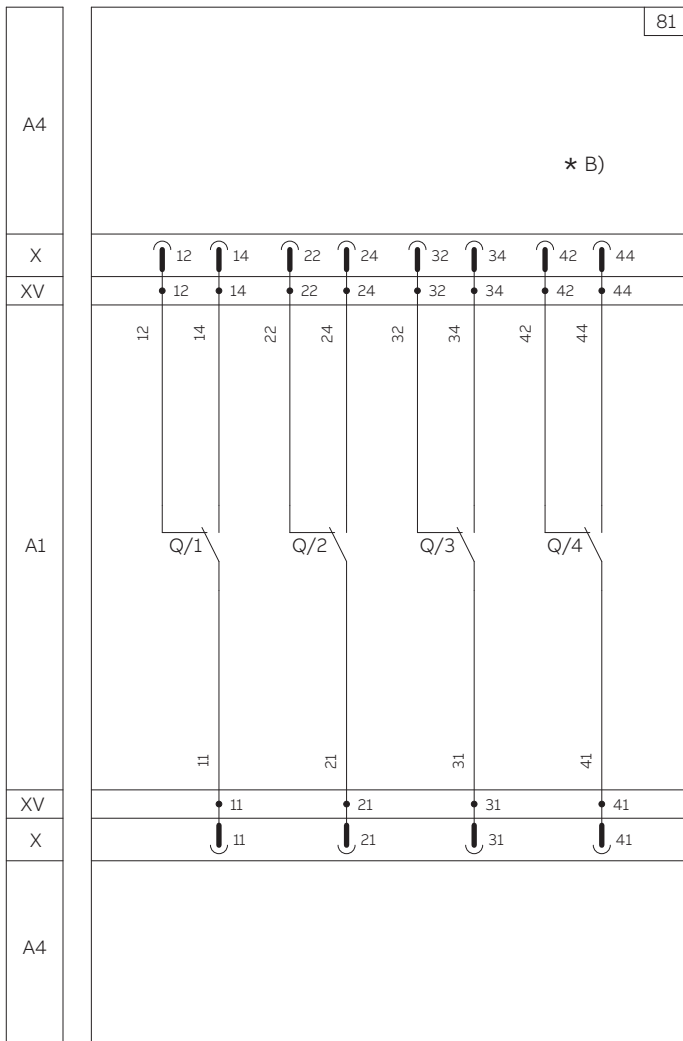 81
A4
* B)
X 12 14 22 24 32 34 42 44
XV 12 14 22 24 32 34 42 44
12 14 22 24 32 34 42 44
A1 Q/1 Q/2 Q/3 Q/4
11 21 31 41
XV 11 21 31 41
X 11 21 31 41
A4